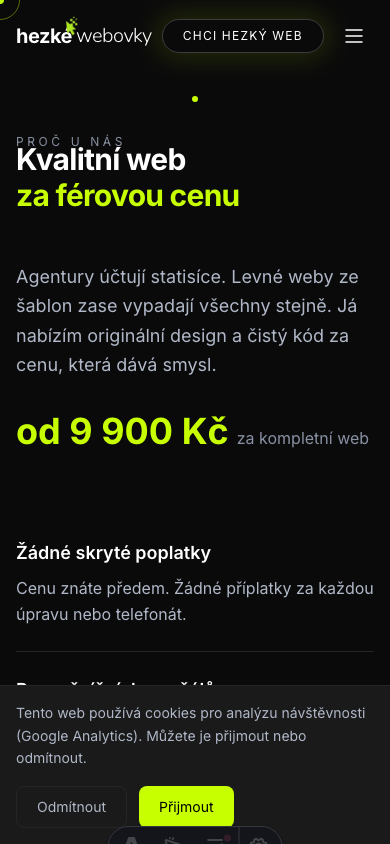 hezké webovky
CHCI HEZKÝ WEB
PROČ U NÁS
Kvalitní web
za férovou cenu
Agentury účtují statisíce. Levné weby ze
šablon zase vypadají všechny stejně. Já
nabízím originální design a čistý kód za
cenu, která dává smysl.
od 9 900 Kč za kompletní web
Žádné skryté poplatky
Cenu znáte předem. Žádné příplatky za každou
úpravu nebo telefonát.
Tento web používá cookies pro analýzu návštěvnosti
(Google Analytics). Můžete je přijmout nebo
odmítnout.
Odmítnout
Přijmout